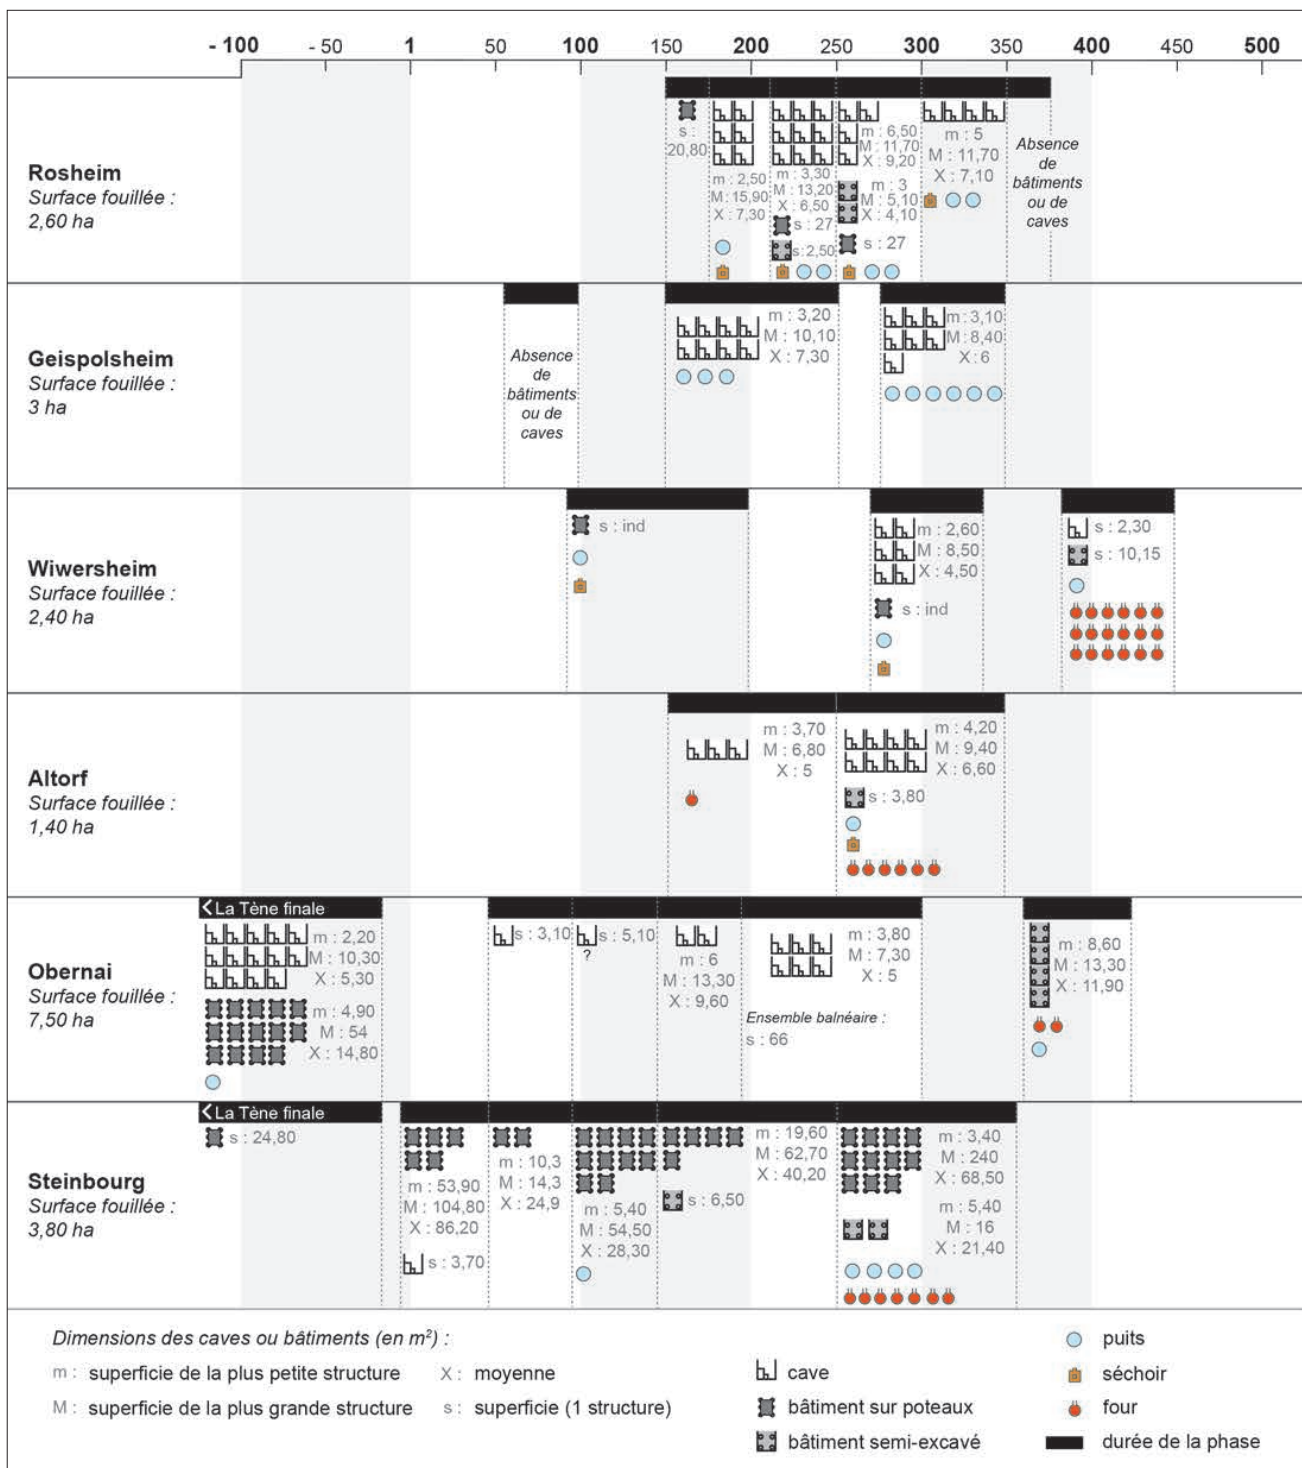 - 100 - 50 1 50 100 150 200 250 300 350 400 450 500
Rosheim
Surface fouillée :
2,60 ha
s :
20,80
m : 2,50
M : 15,90
X : 7,30
m : 3,30
M : 13,20
X : 6,50
s : 27
s : 2,50
m : 6,50
M : 11,70
X : 9,20
m : 3
M : 5,10
X : 4,10
s : 27
m : 5
M : 11,70
X : 7,10
Absence
de
bâtiments
ou de
caves
Geispolsheim
Surface fouillée :
3 ha
Absence
de
bâtiments
ou de
caves
m : 3,20
M : 10,10
X : 7,30
m : 3,10
M : 8,40
X : 6
Wiwersheim
Surface fouillée :
2,40 ha
s : ind
m : 2,60
M : 8,50
X : 4,50
s : ind
s : 2,30
s : 10,15
Altorf
Surface fouillée :
1,40 ha
m : 3,70
M : 6,80
X : 5
m : 4,20
M : 9,40
X : 6,60
s : 3,80
Obernai
Surface fouillée :
7,50 ha
La Tène finale
m : 2,20
M : 10,30
X : 5,30
m : 4,90
M : 54
X : 14,80
s : 3,10
s : 5,10
?
m : 6
M : 13,30
X : 9,60
m : 3,80
M : 7,30
X : 5
Ensemble balnéaire :
s : 66
m : 8,60
M : 13,30
X : 11,90
Steinbourg
Surface fouillée :
3,80 ha
La Tène finale
s : 24,80
m : 53,90
M : 104,80
X : 86,20
s : 3,70
m : 10,3
M : 14,3
X : 24,9
m : 5,40
M : 54,50
X : 28,30
m : 19,60
M : 62,70
X : 40,20
s : 6,50
m : 3,40
M : 240
X : 68,50
m : 5,40
M : 16
X : 21,40
Dimensions des caves ou bâtiments (en m²) :
m : superficie de la plus petite structure
M : superficie de la plus grande structure
X : moyenne
s : superficie (1 structure)
cave
bâtiment sur poteaux
bâtiment semi-excavé
puits
séchoir
four
durée de la phase